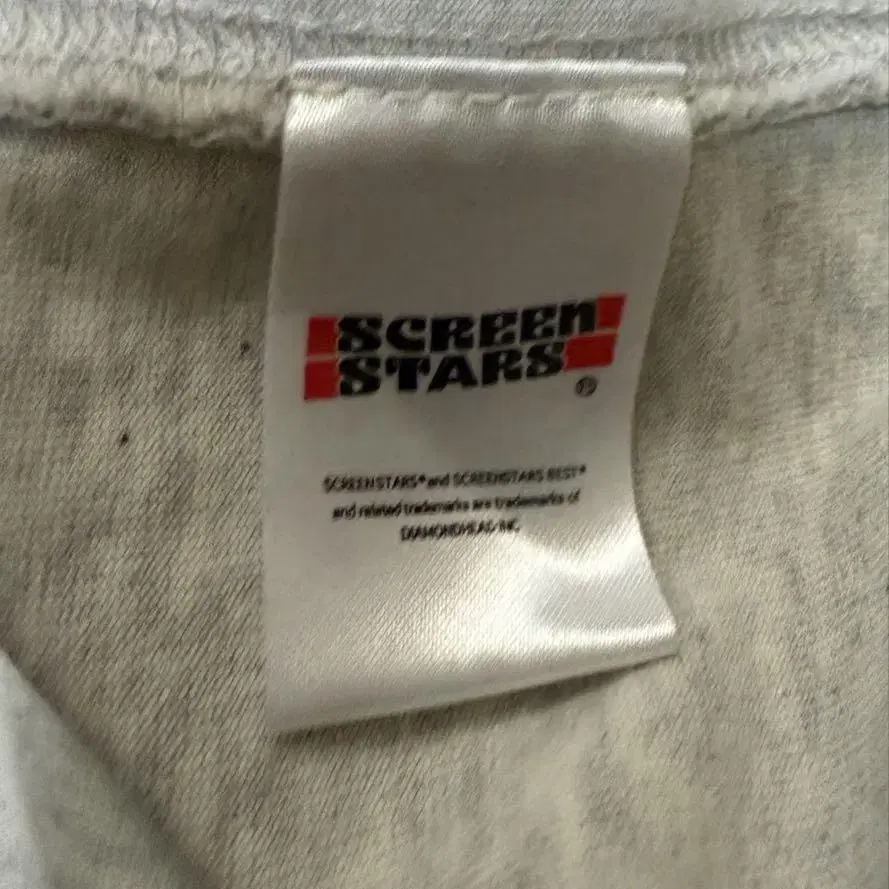 SCREEN
STARS®
SCREENSTARS® and SCREENSTARS BEST®
and related trademarks are trademarks of
DIAMONDHEAD INC